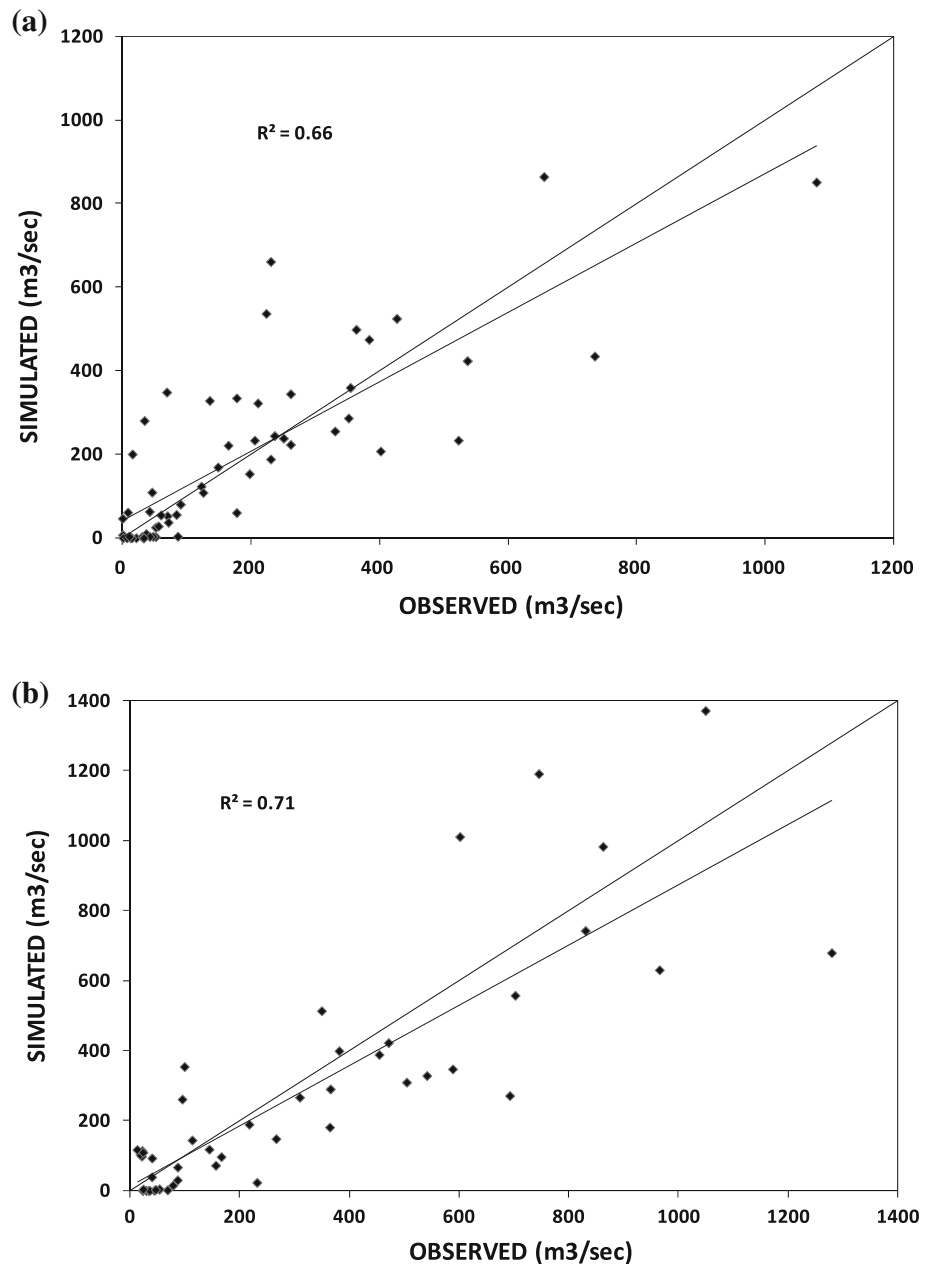 (a)
1200
1000
800
600
400
200
0
R² = 0.66
SIMULATED (m3/sec)
0 200 400 600 800 1000 1200
OBSERVED (m3/sec)
(b)
1400
1200
1000
800
600
400
200
0
R² = 0.71
SIMULATED (m3/sec)
0 200 400 600 800 1000 1200 1400
OBSERVED (m3/sec)